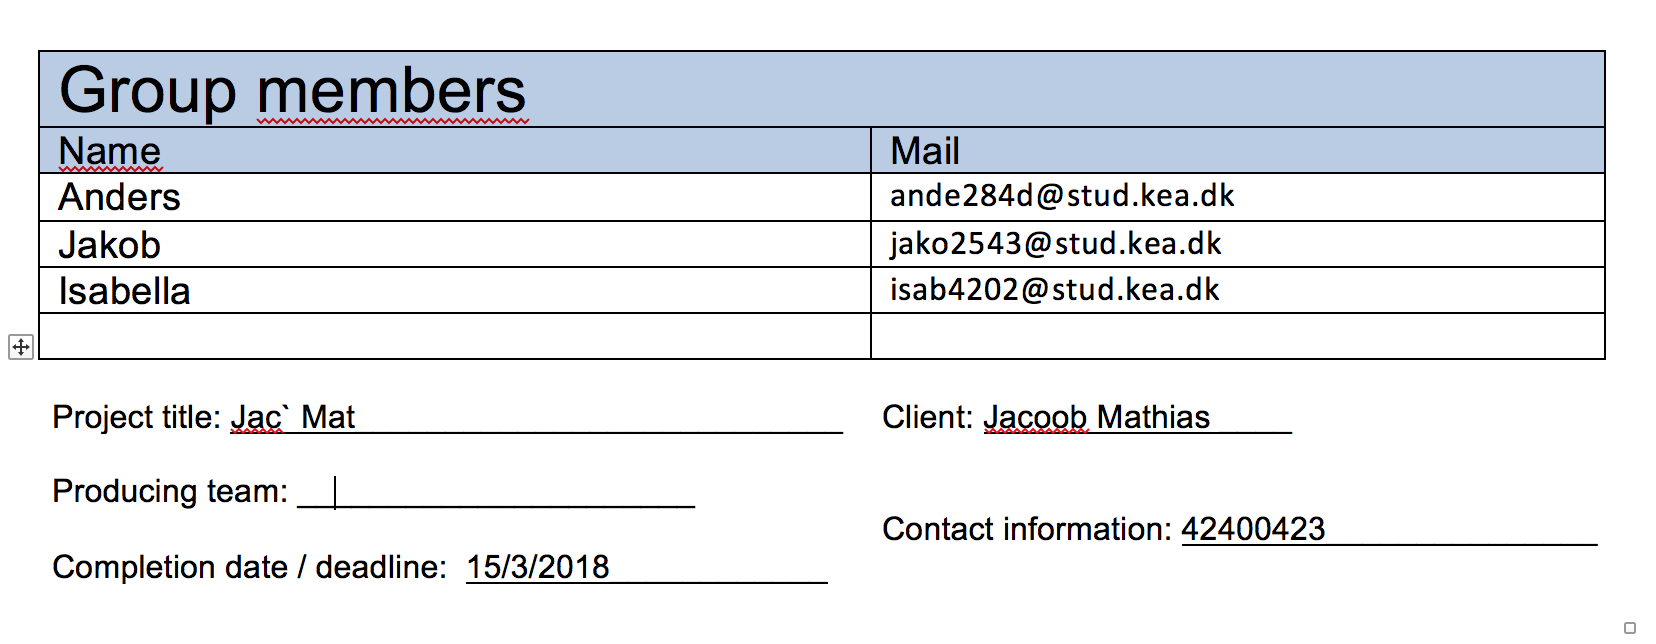 Group members
Name Mail
Anders ande284d@stud.kea.dk
Jakob jako2543@stud.kea.dk
Isabella isab4202@stud.kea.dk
Project title: Jac` Mat Client: Jacoob Mathias
Producing team:
Contact information: 42400423
Completion date / deadline: 15/3/2018